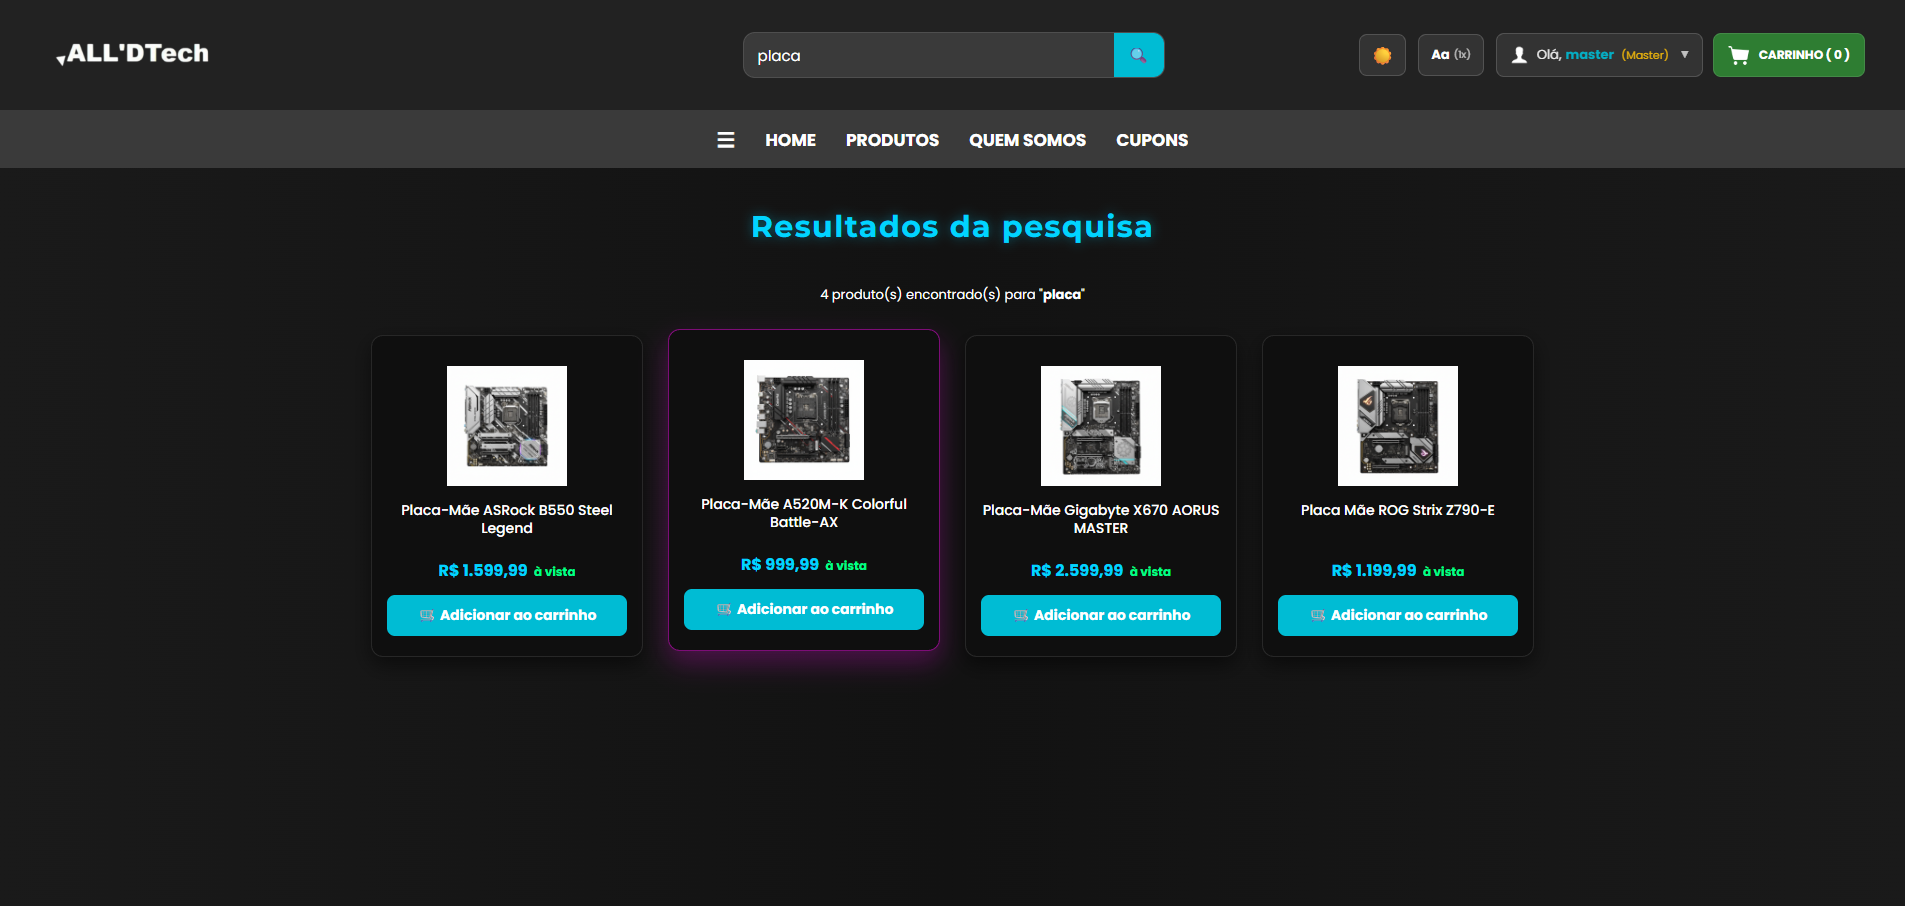 ALL'DTech
placa
Aa (1x)
Olá, master (Master) ▼
CARRINHO ( 0 )
☰ HOME PRODUTOS QUEM SOMOS CUPONS
Resultados da pesquisa
4 produto(s) encontrado(s) para "placa"
Placa-Mãe ASRock B550 Steel
Legend
R$ 1.599,99 à vista
Adicionar ao carrinho
Placa-Mãe A520M-K Colorful
Battle-AX
R$ 999,99 à vista
Adicionar ao carrinho
Placa-Mãe Gigabyte X670 AORUS
MASTER
R$ 2.599,99 à vista
Adicionar ao carrinho
Placa Mãe ROG Strix Z790-E
R$ 1.199,99 à vista
Adicionar ao carrinho